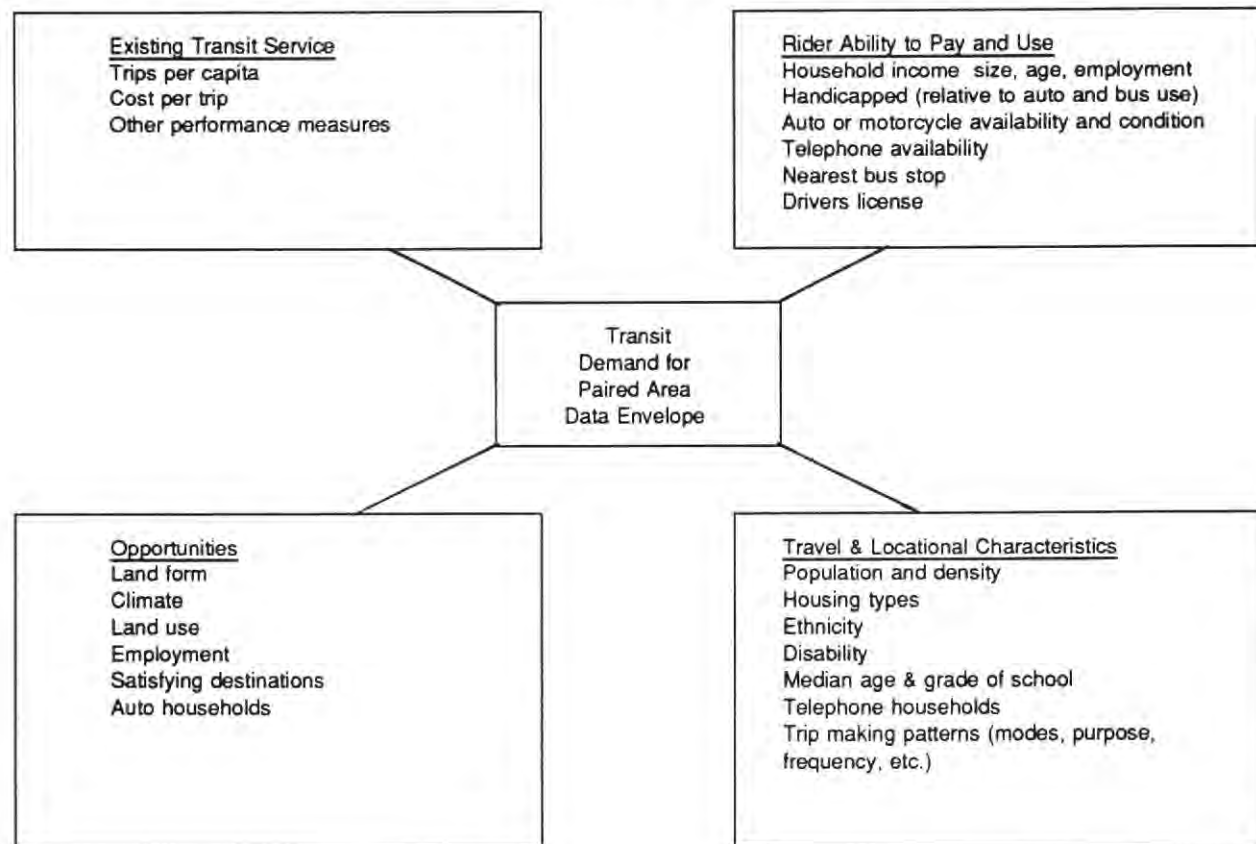 Existing Transit Service
Trips per capita
Cost per trip
Other performance measures
Rider Ability to Pay and Use
Household income size, age, employment
Handicapped (relative to auto and bus use)
Auto or motorcycle availability and condition
Telephone availability
Nearest bus stop
Drivers license
Transit
Demand for
Paired Area
Data Envelope
Opportunities
Land form
Climate
Land use
Employment
Satisfying destinations
Auto households
Travel & Locational Characteristics
Population and density
Housing types
Ethnicity
Disability
Median age & grade of school
Telephone households
Trip making patterns (modes, purpose,
frequency, etc.)